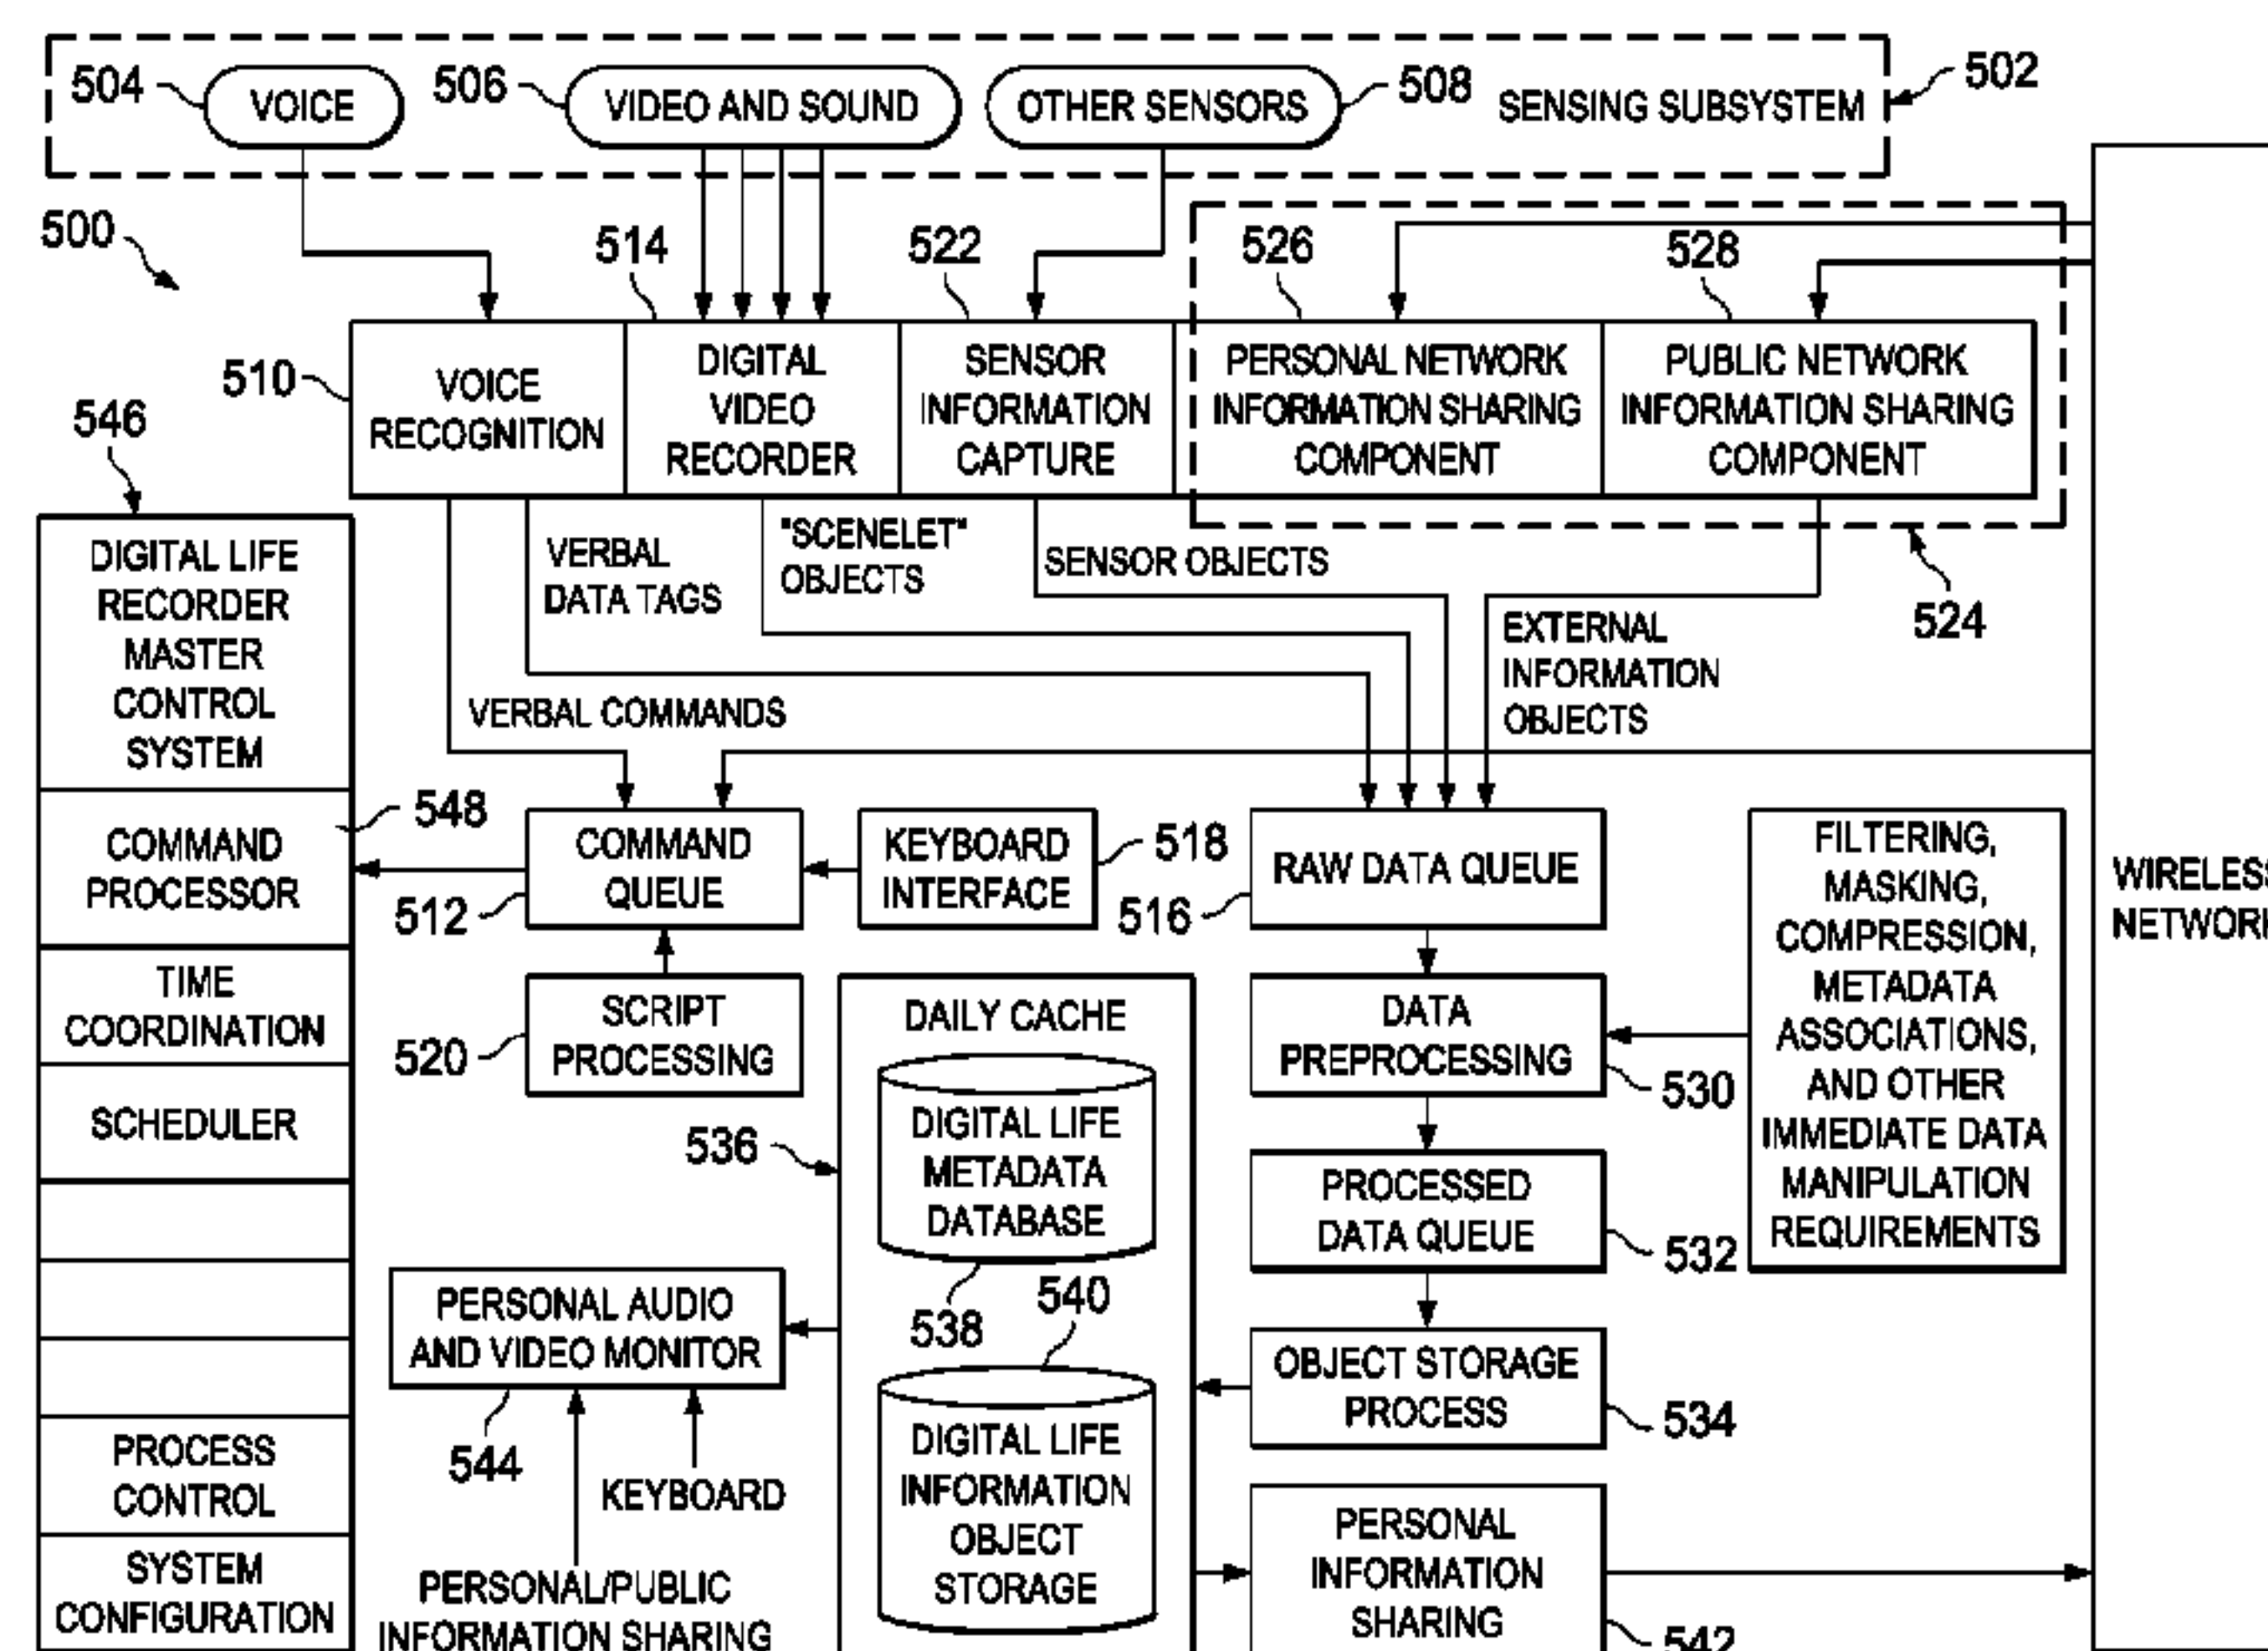 504
VOICE
506
VIDEO AND SOUND
OTHER SENSORS
508
SENSING SUBSYSTEM
502
500
514
522
526
528
510
VOICE
RECOGNITION
DIGITAL
VIDEO
RECORDER
SENSOR
INFORMATION
CAPTURE
PERSONAL NETWORK
INFORMATION SHARING
COMPONENT
PUBLIC NETWORK
INFORMATION SHARING
COMPONENT
546
524
VERBAL
DATA TAGS
"SCENELET"
OBJECTS
SENSOR OBJECTS
EXTERNAL
INFORMATION
OBJECTS
VERBAL COMMANDS
DIGITAL LIFE
RECORDER
MASTER
CONTROL
SYSTEM
COMMAND
PROCESSOR
548
TIME
COORDINATION
SCHEDULER
PROCESS
CONTROL
SYSTEM
CONFIGURATION
COMMAND
QUEUE
512
KEYBOARD
INTERFACE
518
RAW DATA QUEUE
516
FILTERING,
MASKING,
COMPRESSION,
METADATA
ASSOCIATIONS,
AND OTHER
IMMEDIATE DATA
MANIPULATION
REQUIREMENTS
SCRIPT
PROCESSING
520
DAILY CACHE
536
DIGITAL LIFE
METADATA
DATABASE
538
540
DIGITAL LIFE
INFORMATION
OBJECT
STORAGE
DATA
PREPROCESSING
530
PROCESSED
DATA QUEUE
532
OBJECT STORAGE
PROCESS
534
PERSONAL
INFORMATION
SHARING
542
PERSONAL AUDIO
AND VIDEO MONITOR
544
KEYBOARD
PERSONAL/PUBLIC
INFORMATION SHARING